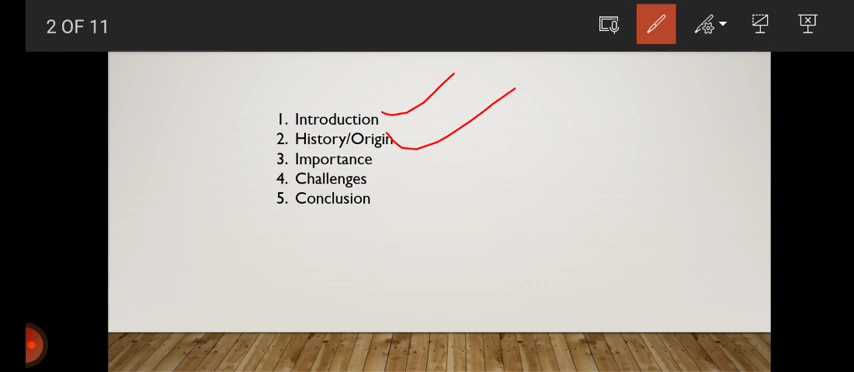 2 OF 11
1. Introduction
2. History/Origin
3. Importance
4. Challenges
5. Conclusion